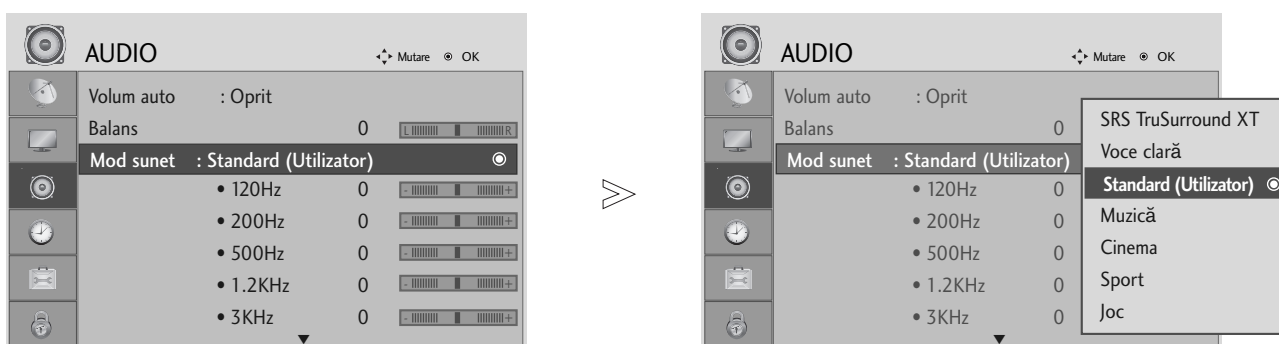 AUDIO Mutare OK
Volum auto : Oprit
Balans 0 L R
Mod sunet : Standard (Utilizator)
• 120Hz 0 - +
• 200Hz 0 - +
• 500Hz 0 - +
• 1.2KHz 0 - +
• 3KHz 0 - +
AUDIO Mutare OK
Volum auto : Oprit
Balans 0
Mod sunet : Standard (Utilizator)
• 120Hz 0
• 200Hz 0
• 500Hz 0
• 1.2KHz 0
• 3KHz 0
SRS TruSurround XT
Voce clară
Standard (Utilizator)
Muzică
Cinema
Sport
Joc